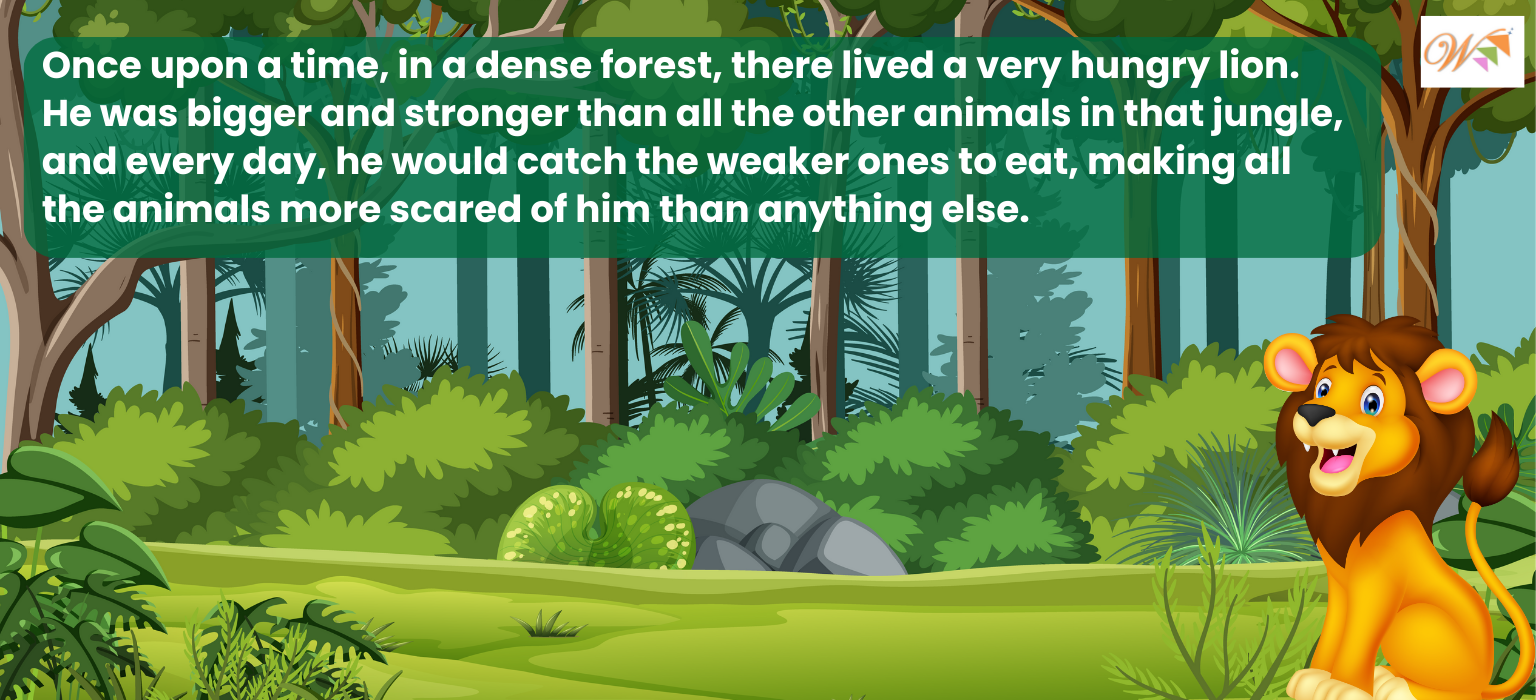 Once upon a time, in a dense forest, there lived a very hungry lion.
He was bigger and stronger than all the other animals in that jungle,
and every day, he would catch the weaker ones to eat, making all
the animals more scared of him than anything else.
W